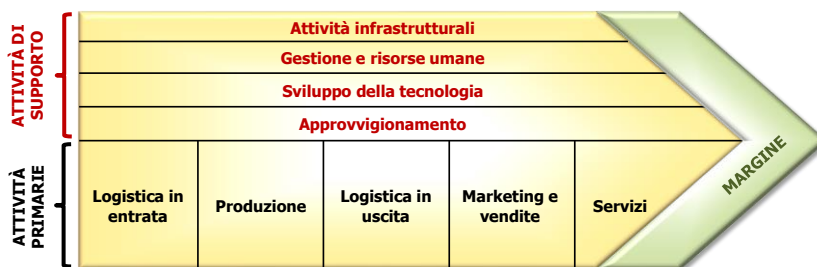 ATTIVITÀ DI
SUPPORTO
Attività infrastrutturali
Gestione e risorse umane
Sviluppo della tecnologia
Approvvigionamento
ATTIVITÀ
PRIMARIE
Logistica in
entrata
Produzione
Logistica in
uscita
Marketing e
vendite
Servizi
MARGINE